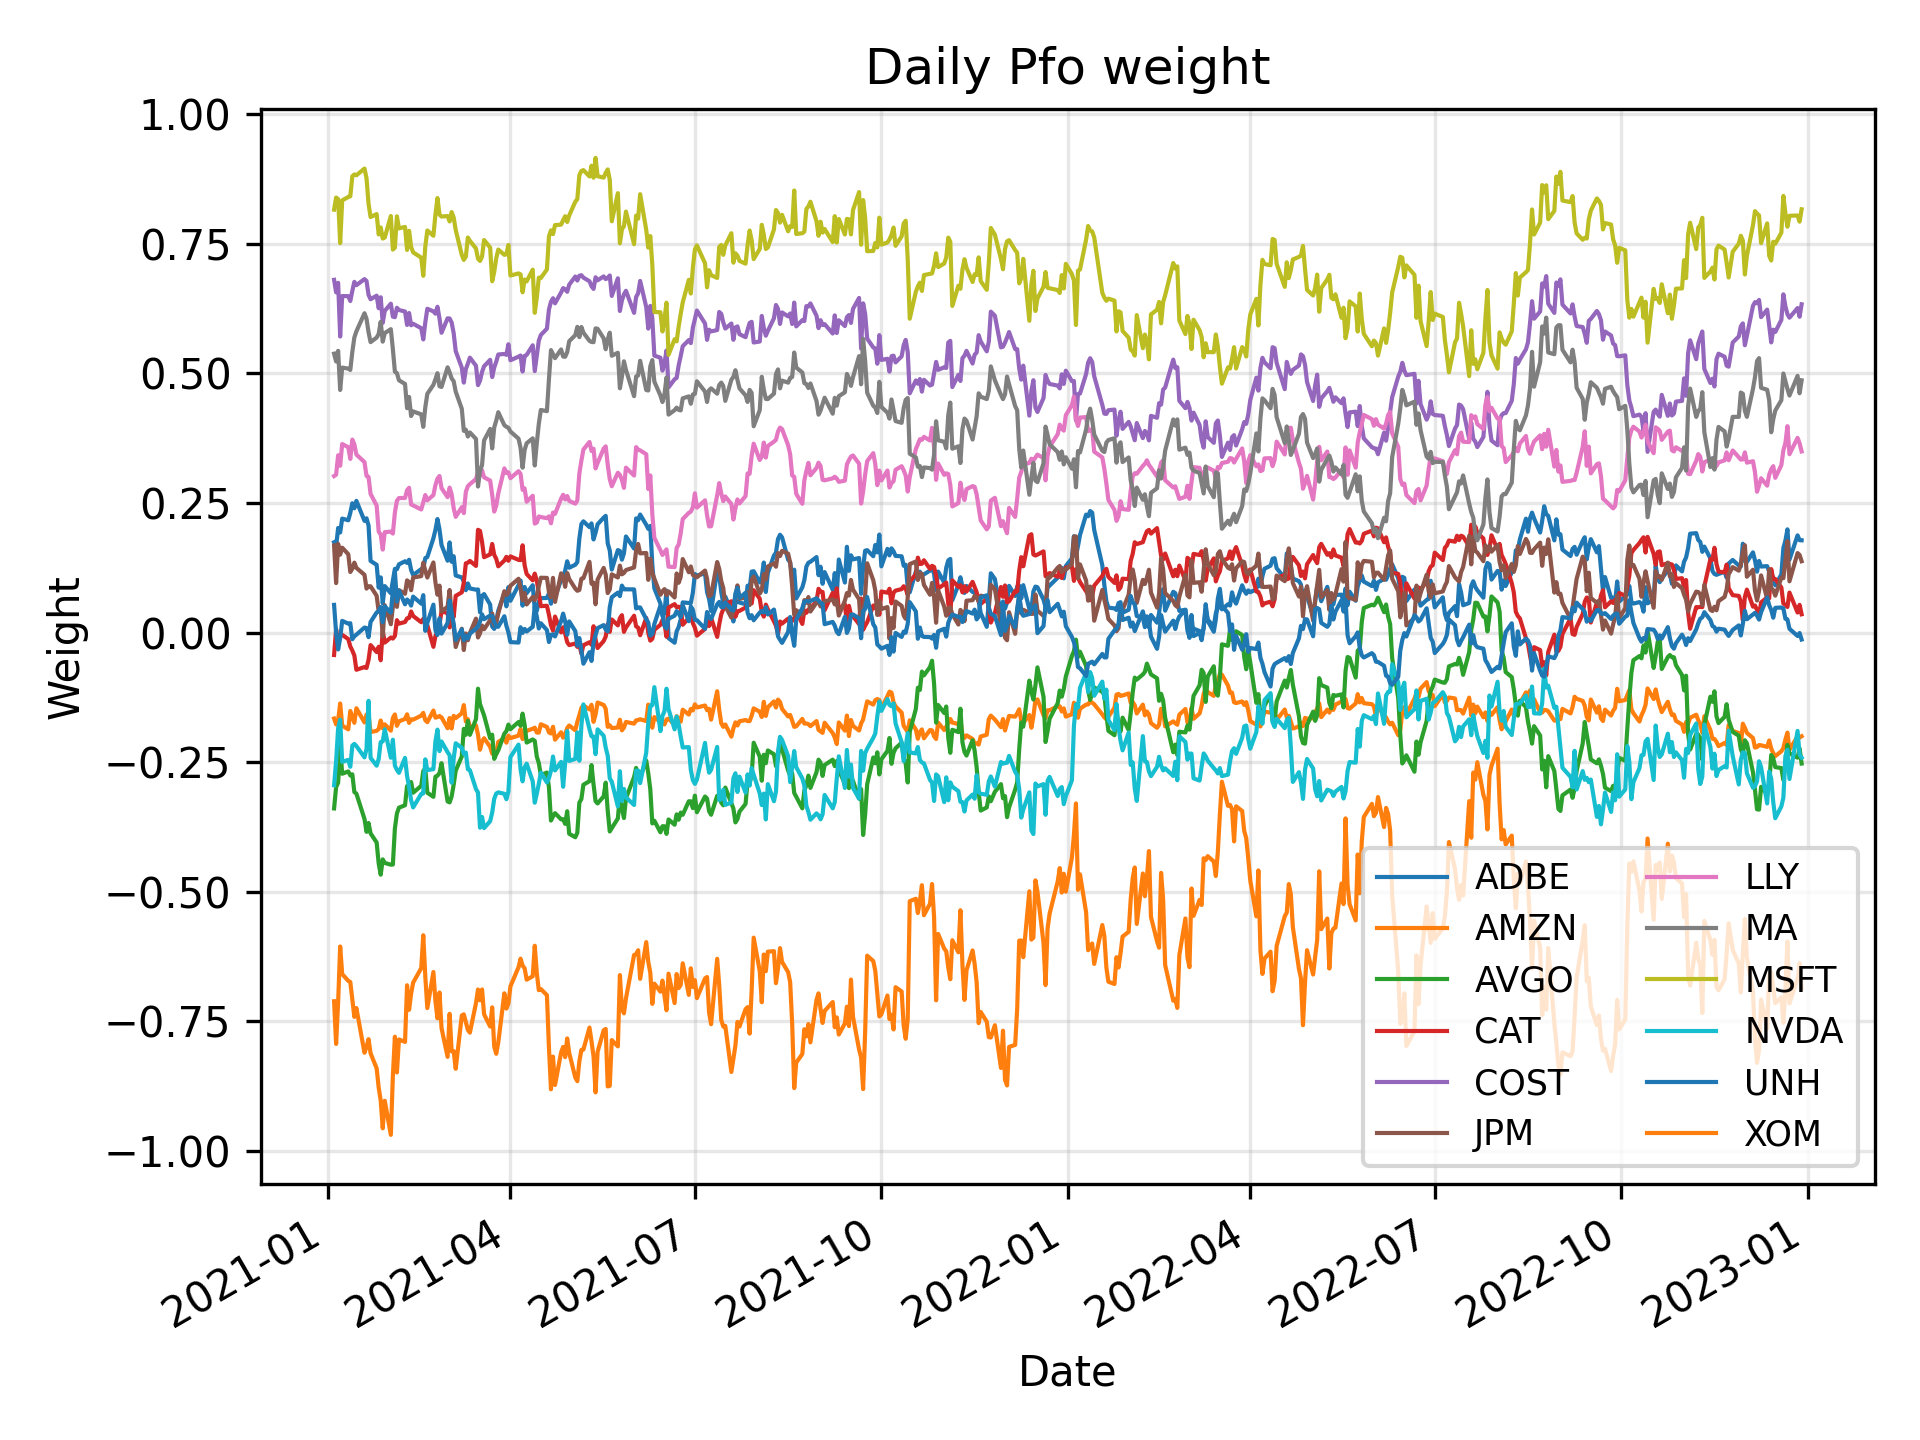 Daily Pfo weight
Weight
1.00
0.75
0.50
0.25
0.00
−0.25
−0.50
−0.75
−1.00
ADBE
AMZN
AVGO
CAT
COST
JPM
LLY
MA
MSFT
NVDA
UNH
XOM
2021-01
2021-04
2021-07
2021-10
2022-01
2022-04
2022-07
2022-10
2023-01
Date